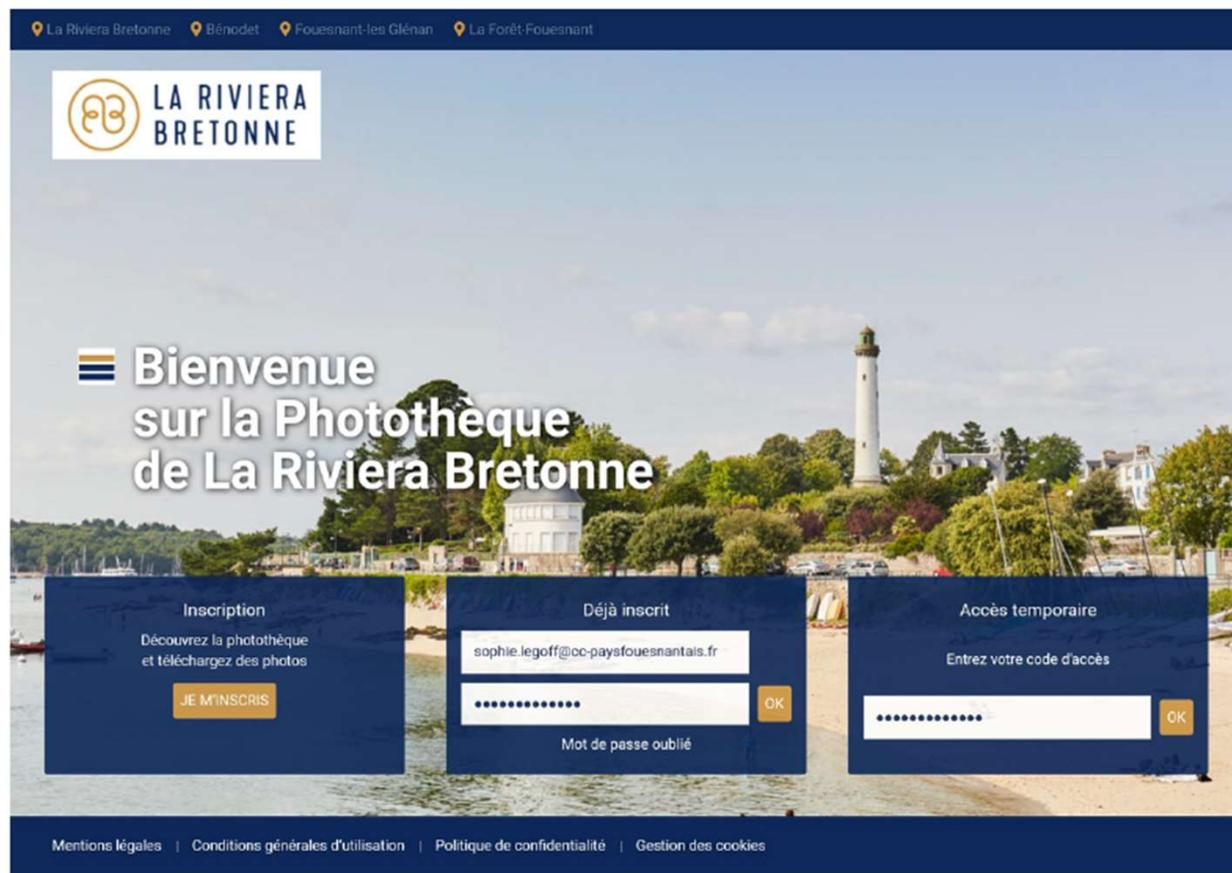 La Riviera Bretonne Bénodet Fouesnant-les Glénan La Forêt-Fouesnant
LA RIVIERA
BRETONNE
Bienvenue
sur la Photothèque
de La Riviera Bretonne
Inscription
Découvrez la photothèque
et téléchargez des photos
JE M'INSCRIS
Déjà inscrit
sophie.legoff@cc-paysfouesnantais.fr
•••••••••••••
OK
Mot de passe oublié
Accès temporaire
Entrez votre code d'accès
•••••••••••••
OK
Mentions légales | Conditions générales d'utilisation | Politique de confidentialité | Gestion des cookies